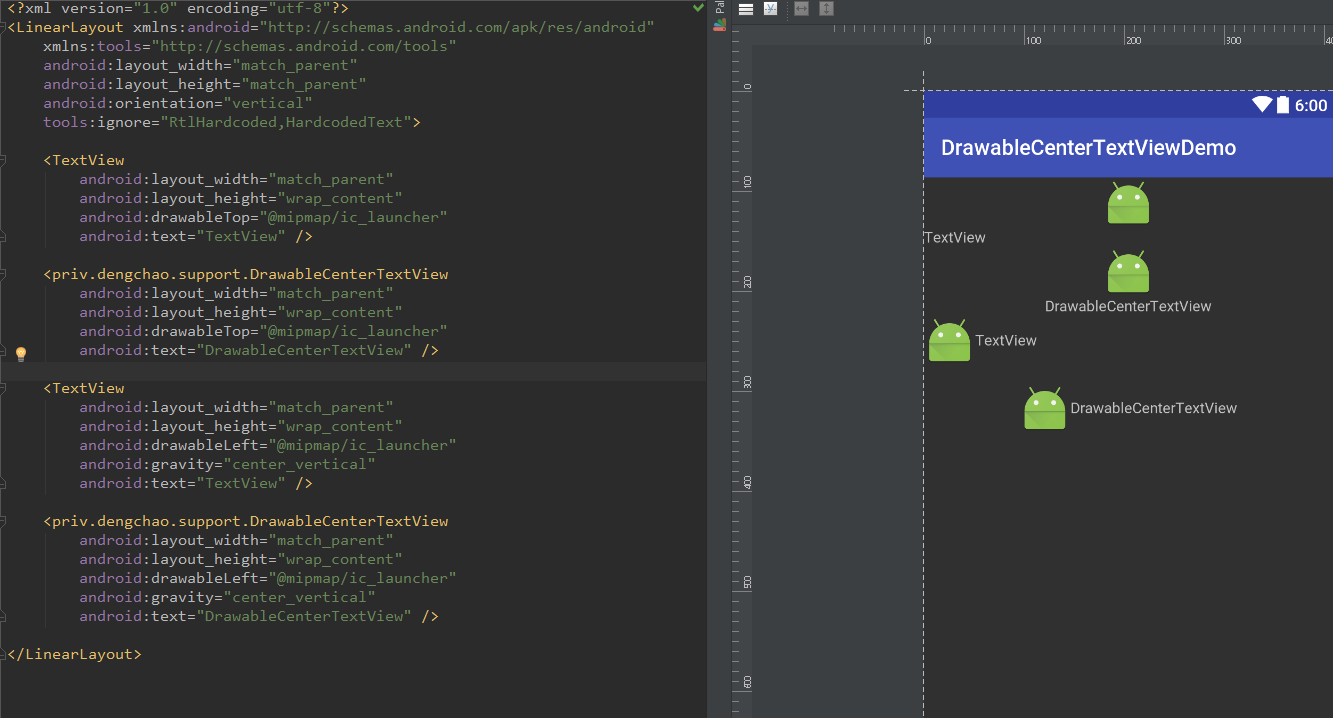 <?xml version="1.0" encoding="utf-8"?>
<LinearLayout xmlns:android="http://schemas.android.com/apk/res/android"
    xmlns:tools="http://schemas.android.com/tools"
    android:layout_width="match_parent"
    android:layout_height="match_parent"
    android:orientation="vertical"
    tools:ignore="RtlHardcoded,HardcodedText">
    <TextView
        android:layout_width="match_parent"
        android:layout_height="wrap_content"
        android:drawableTop="@mipmap/ic_launcher"
        android:text="TextView" />
    <priv.dengchao.support.DrawableCenterTextView
        android:layout_width="match_parent"
        android:layout_height="wrap_content"
        android:drawableTop="@mipmap/ic_launcher"
        android:text="DrawableCenterTextView" />
    <TextView
        android:layout_width="match_parent"
        android:layout_height="wrap_content"
        android:drawableLeft="@mipmap/ic_launcher"
        android:gravity="center_vertical"
        android:text="TextView" />
    <priv.dengchao.support.DrawableCenterTextView
        android:layout_width="match_parent"
        android:layout_height="wrap_content"
        android:drawableLeft="@mipmap/ic_launcher"
        android:gravity="center_vertical"
        android:text="DrawableCenterTextView" />
</LinearLayout>
Pal
0 100 200 300
0
100
200
300
400
500
600
6:00
DrawableCenterTextViewDemo
TextView
DrawableCenterTextView
TextView
DrawableCenterTextView